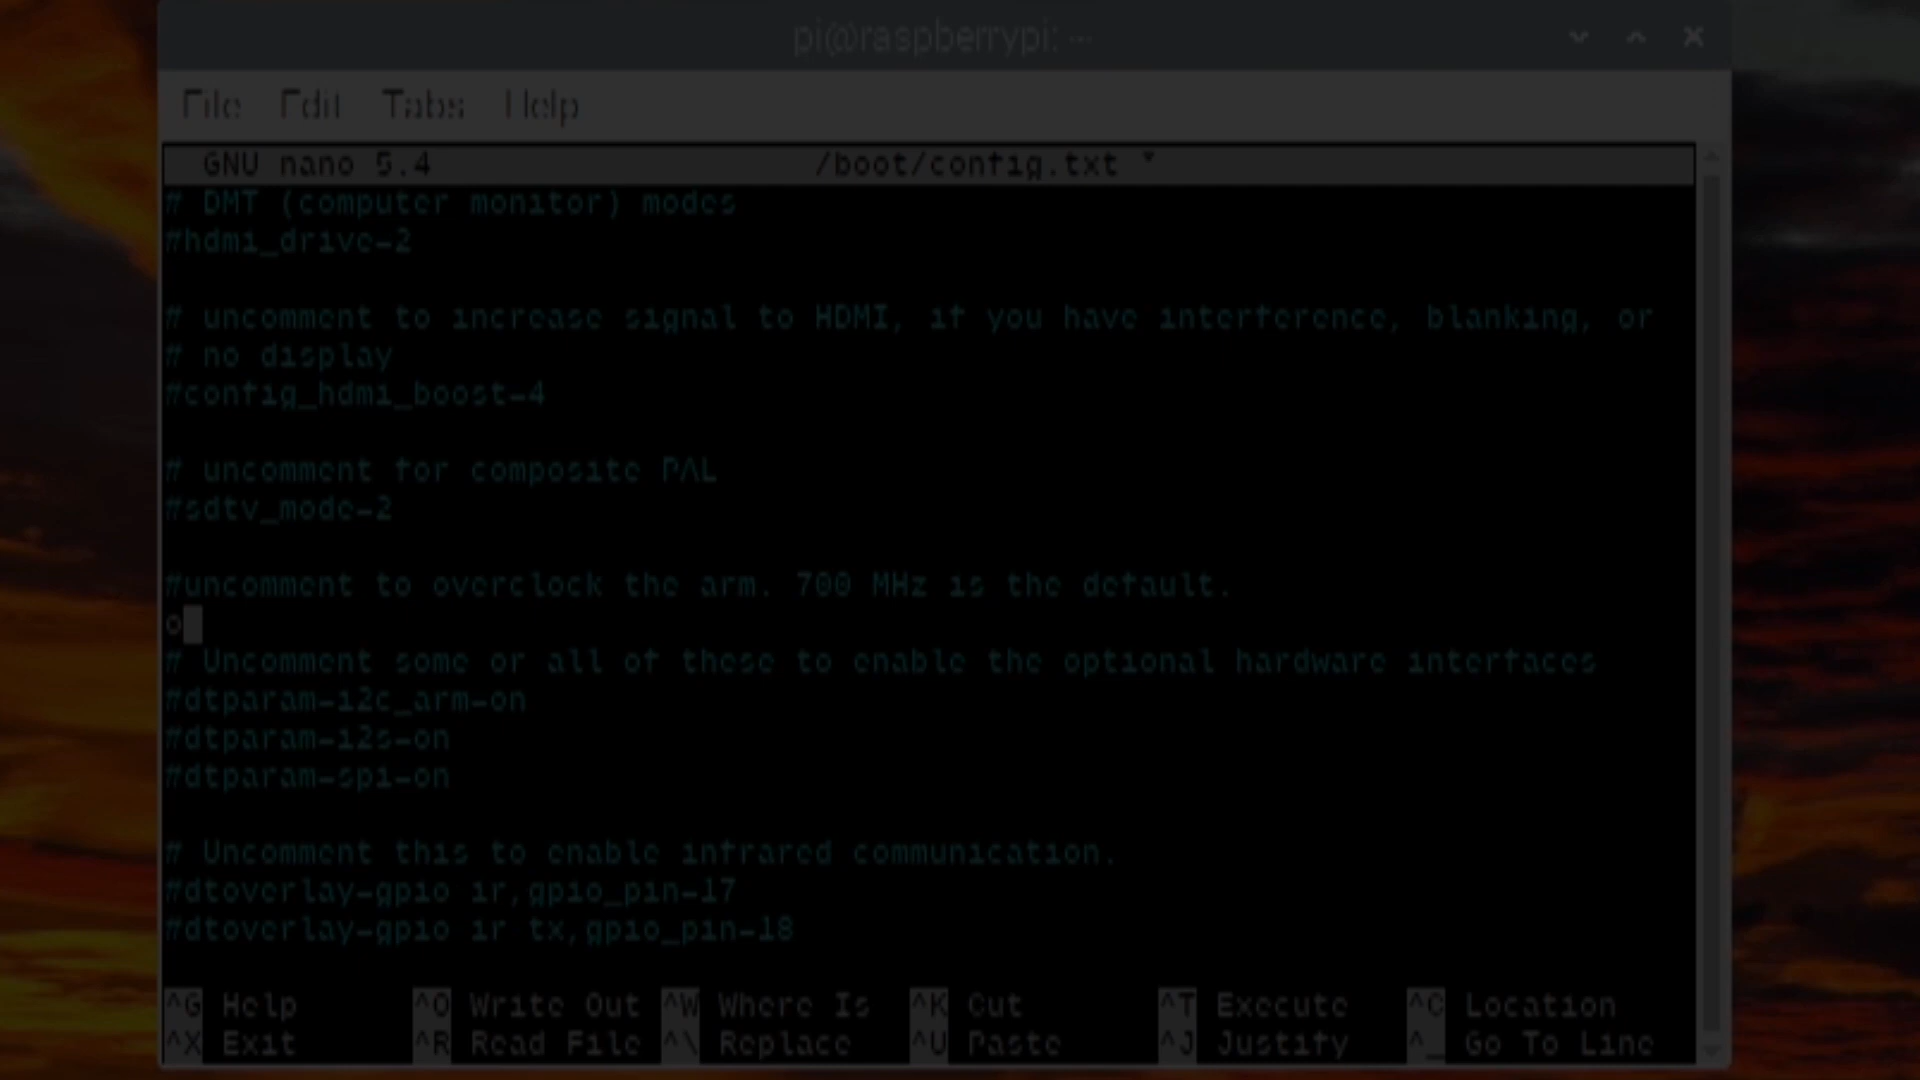 pi@raspberrypi: ...
File Edit Tabs Help
GNU nano 5.4 /boot/config.txt *
# DMT (computer monitor) modes
#hdmi_drive=2
# uncomment to increase signal to HDMI, if you have interference, blanking, or
# no display
#config_hdmi_boost=4
# uncomment for composite PAL
#sdtv_mode=2
#uncomment to overclock the arm. 700 MHz is the default.
o
# Uncomment some or all of these to enable the optional hardware interfaces
#dtparam=i2c_arm=on
#dtparam=i2s=on
#dtparam=spi=on
# Uncomment this to enable infrared communication.
#dtoverlay=gpio-ir,gpio_pin=17
#dtoverlay=gpio-ir-tx,gpio_pin=18
^G Help ^O Write Out ^W Where Is ^K Cut ^T Execute ^C Location
^X Exit ^R Read File ^\ Replace ^U Paste ^J Justify ^_ Go To Line